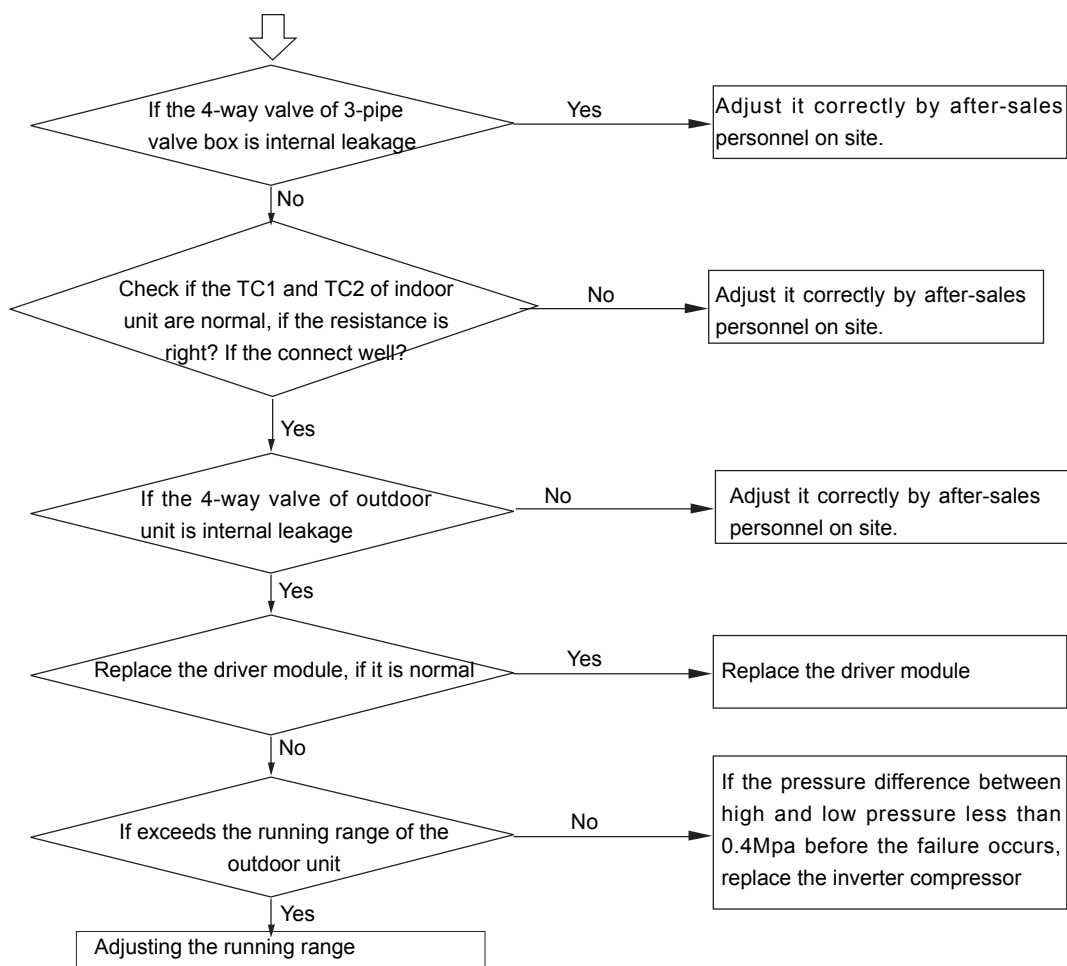 If the 4-way valve of 3-pipe
valve box is internal leakage
Yes
Adjust it correctly by after-sales
personnel on site.
No
Check if the TC1 and TC2 of indoor
unit are normal, if the resistance is
right? If the connect well?
No
Adjust it correctly by after-sales
personnel on site.
Yes
If the 4-way valve of outdoor
unit is internal leakage
No
Adjust it correctly by after-sales
personnel on site.
Yes
Replace the driver module, if it is normal
Yes
Replace the driver module
No
If exceeds the running range of the
outdoor unit
No
If the pressure difference between
high and low pressure less than
0.4Mpa before the failure occurs,
replace the inverter compressor
Yes
Adjusting the running range